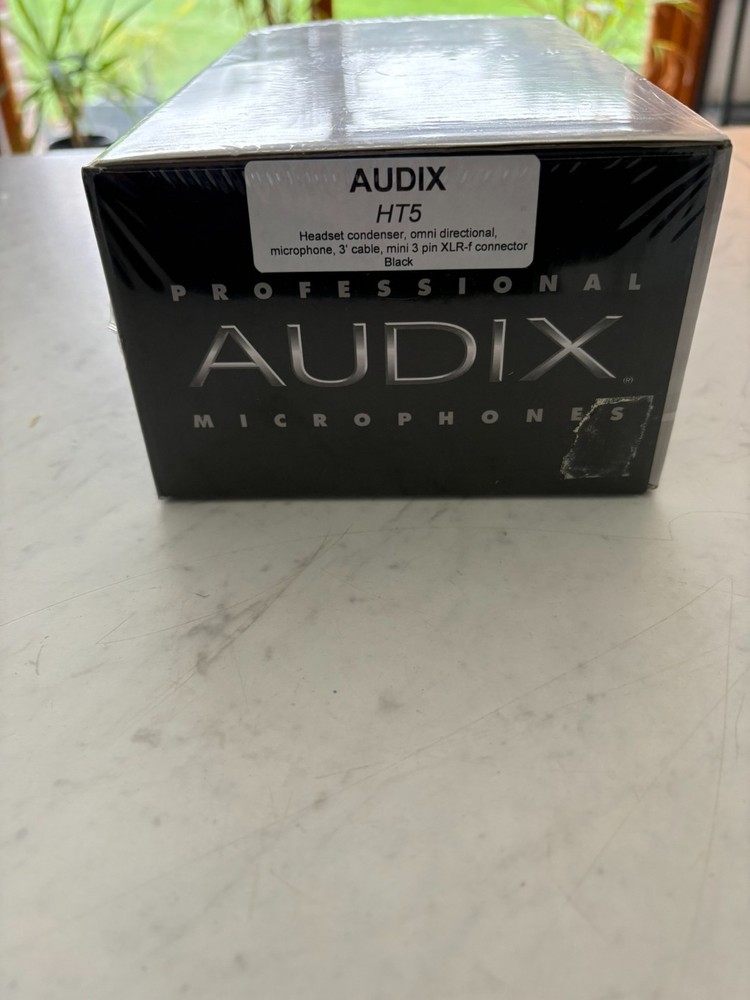 AUDIX
HT5
Headset condenser, omni directional,
microphone, 3' cable, mini 3 pin XLR-f connector
Black
PROFESSIONAL
AUDIX®
MICROPHONES